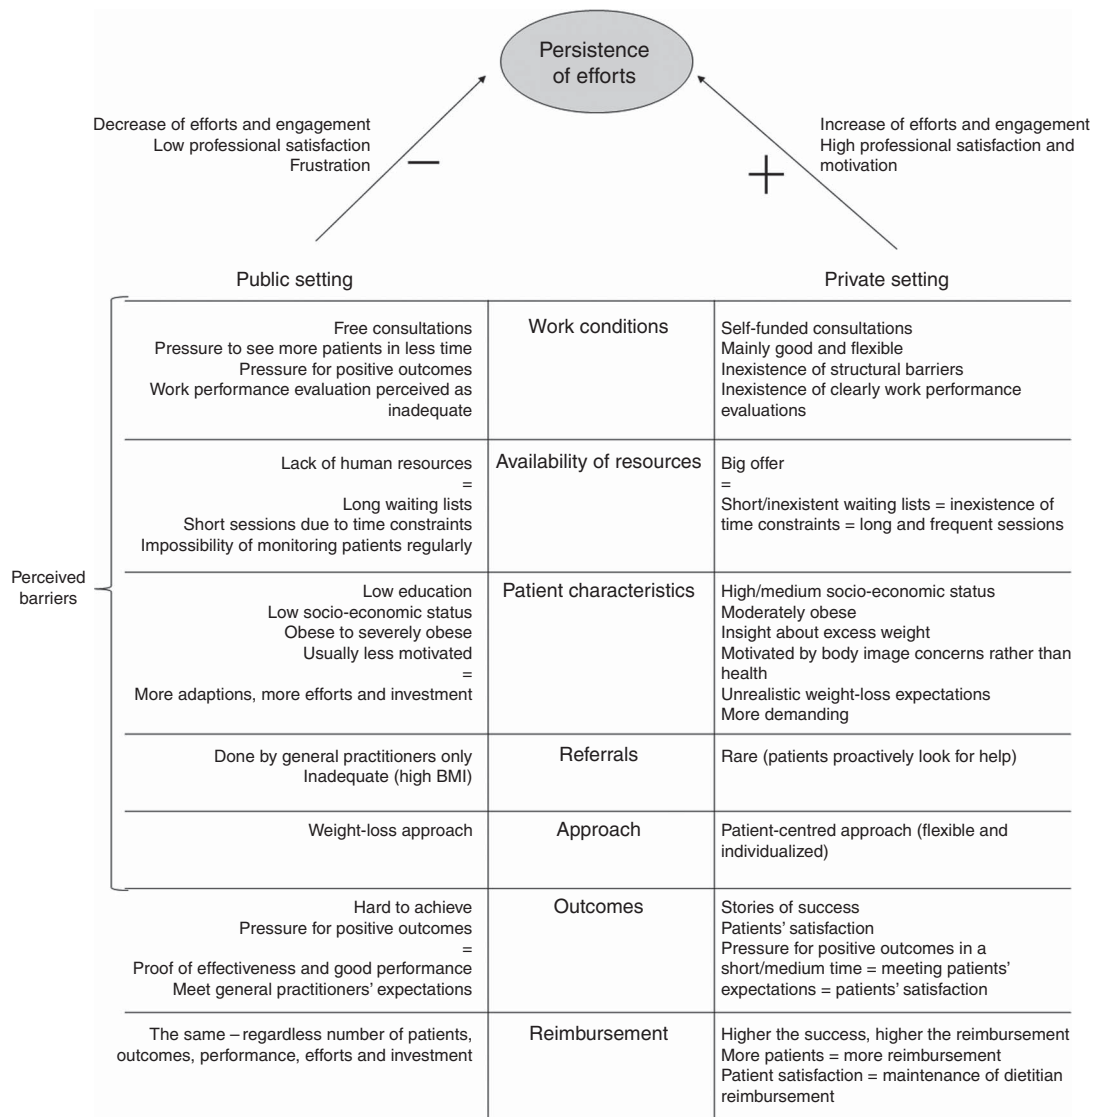 Persistence
of efforts
Decrease of efforts and engagement
Low professional satisfaction
Frustration
−
Increase of efforts and engagement
High professional satisfaction and
motivation
+
Public setting
Private setting
Perceived
barriers
Free consultations
Pressure to see more patients in less time
Pressure for positive outcomes
Work performance evaluation perceived as
inadequate
Work conditions
Self-funded consultations
Mainly good and flexible
Inexistence of structural barriers
Inexistence of clearly work performance
evaluations
Lack of human resources
=
Long waiting lists
Short sessions due to time constraints
Impossibility of monitoring patients regularly
Availability of resources
Big offer
=
Short/inexistent waiting lists = inexistence of
time constraints = long and frequent sessions
Low education
Low socio-economic status
Obese to severely obese
Usually less motivated
=
More adaptions, more efforts and investment
Patient characteristics
High/medium socio-economic status
Moderately obese
Insight about excess weight
Motivated by body image concerns rather than
health
Unrealistic weight-loss expectations
More demanding
Done by general practitioners only
Inadequate (high BMI)
Referrals
Rare (patients proactively look for help)
Weight-loss approach
Approach
Patient-centred approach (flexible and
individualized)
Hard to achieve
Pressure for positive outcomes
=
Proof of effectiveness and good performance
Meet general practitioners' expectations
Outcomes
Stories of success
Patients' satisfaction
Pressure for positive outcomes in a
short/medium time = meeting patients'
expectations = patients' satisfaction
The same – regardless number of patients,
outcomes, performance, efforts and investment
Reimbursement
Higher the success, higher the reimbursement
More patients = more reimbursement
Patient satisfaction = maintenance of dietitian
reimbursement